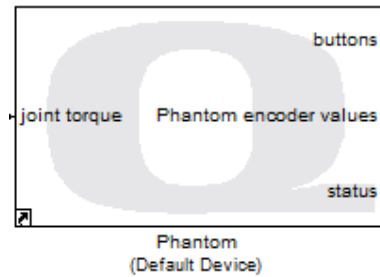 buttons
joint torque Phantom encoder values
status
Phantom
(Default Device)